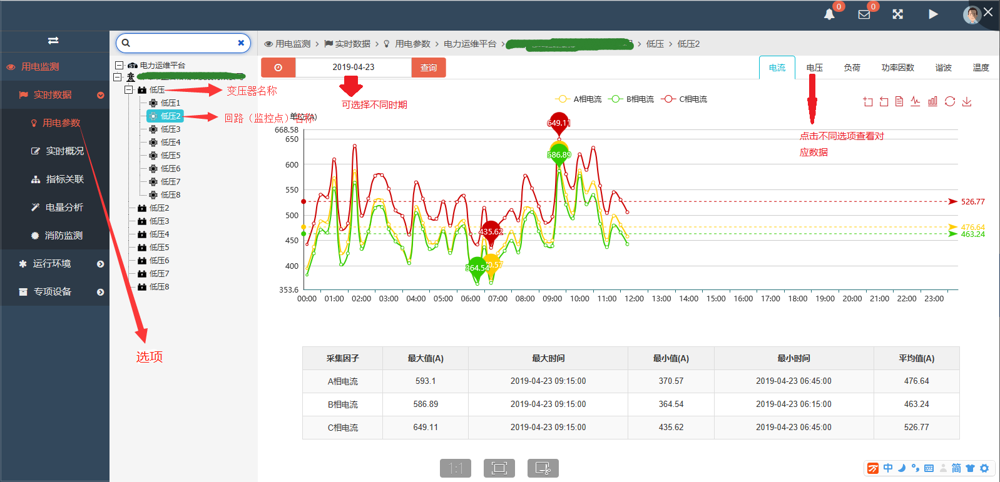 0
0
用电监测
实时数据
用电参数
实时概况
指标关联
电量分析
消防监测
运行环境
专项设备
电力运维平台
低压
低压1
低压2
低压3
低压4
低压5
低压6
低压7
低压8
低压2
低压3
低压4
低压5
低压6
低压7
低压8
变压器名称
回路（监控点）名称
选项
用电监测 > 实时数据 > 用电参数 > 电力运维平台 > > 低压 > 低压2
2019-04-23 查询
电流 电压 负荷 功率因数 谐波 温度
可选择不同时期
点击不同选项查看对
应数据
A相电流 B相电流 C相电流
单位(A)
668.58
650
600
550
500
450
400
353.6
649.11
586.89
435.62
364.54
526.77
476.64
463.24
00:00 01:00 02:00 03:00 04:00 05:00 06:00 07:00 08:00 09:00 10:00 11:00 12:00 13:00 14:00 15:00 16:00 17:00 18:00 19:00 20:00 21:00 22:00 23:00
采集因子 最大值(A) 最大时间 最小值(A) 最小时间 平均值(A)
A相电流 593.1 2019-04-23 09:15:00 370.57 2019-04-23 06:45:00 476.64
B相电流 586.89 2019-04-23 09:15:00 364.54 2019-04-23 06:15:00 463.24
C相电流 649.11 2019-04-23 09:15:00 435.62 2019-04-23 06:45:00 526.77
1:1
中 简